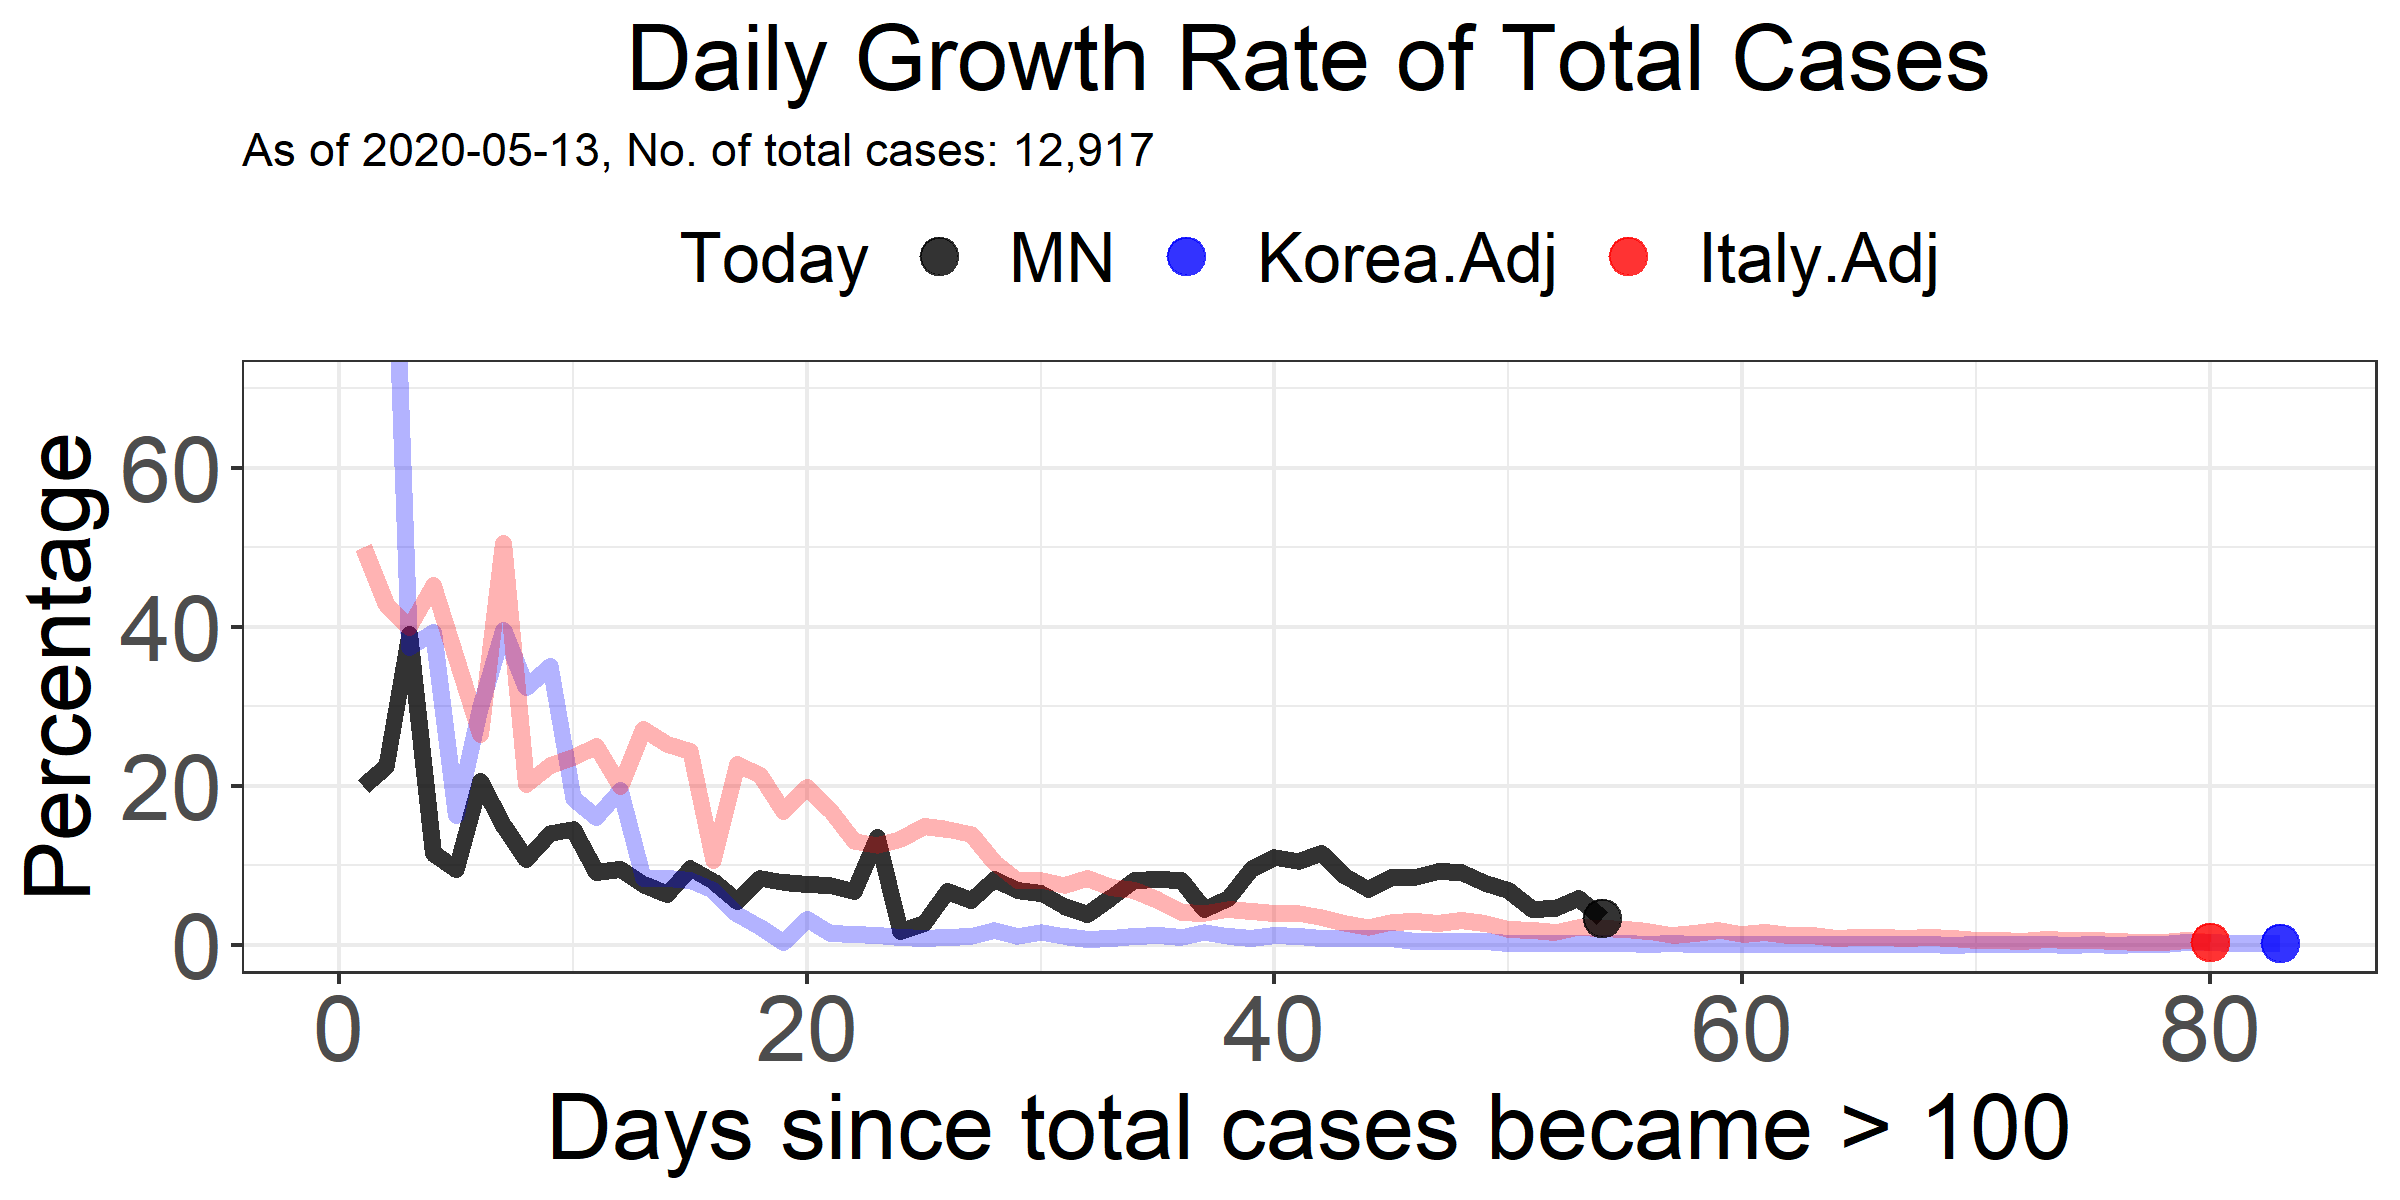 Daily Growth Rate of Total Cases
As of 2020-05-13, No. of total cases: 12,917
Today MN Korea.Adj Italy.Adj
Percentage
60
40
20
0
0 20 40 60 80
Days since total cases became > 100